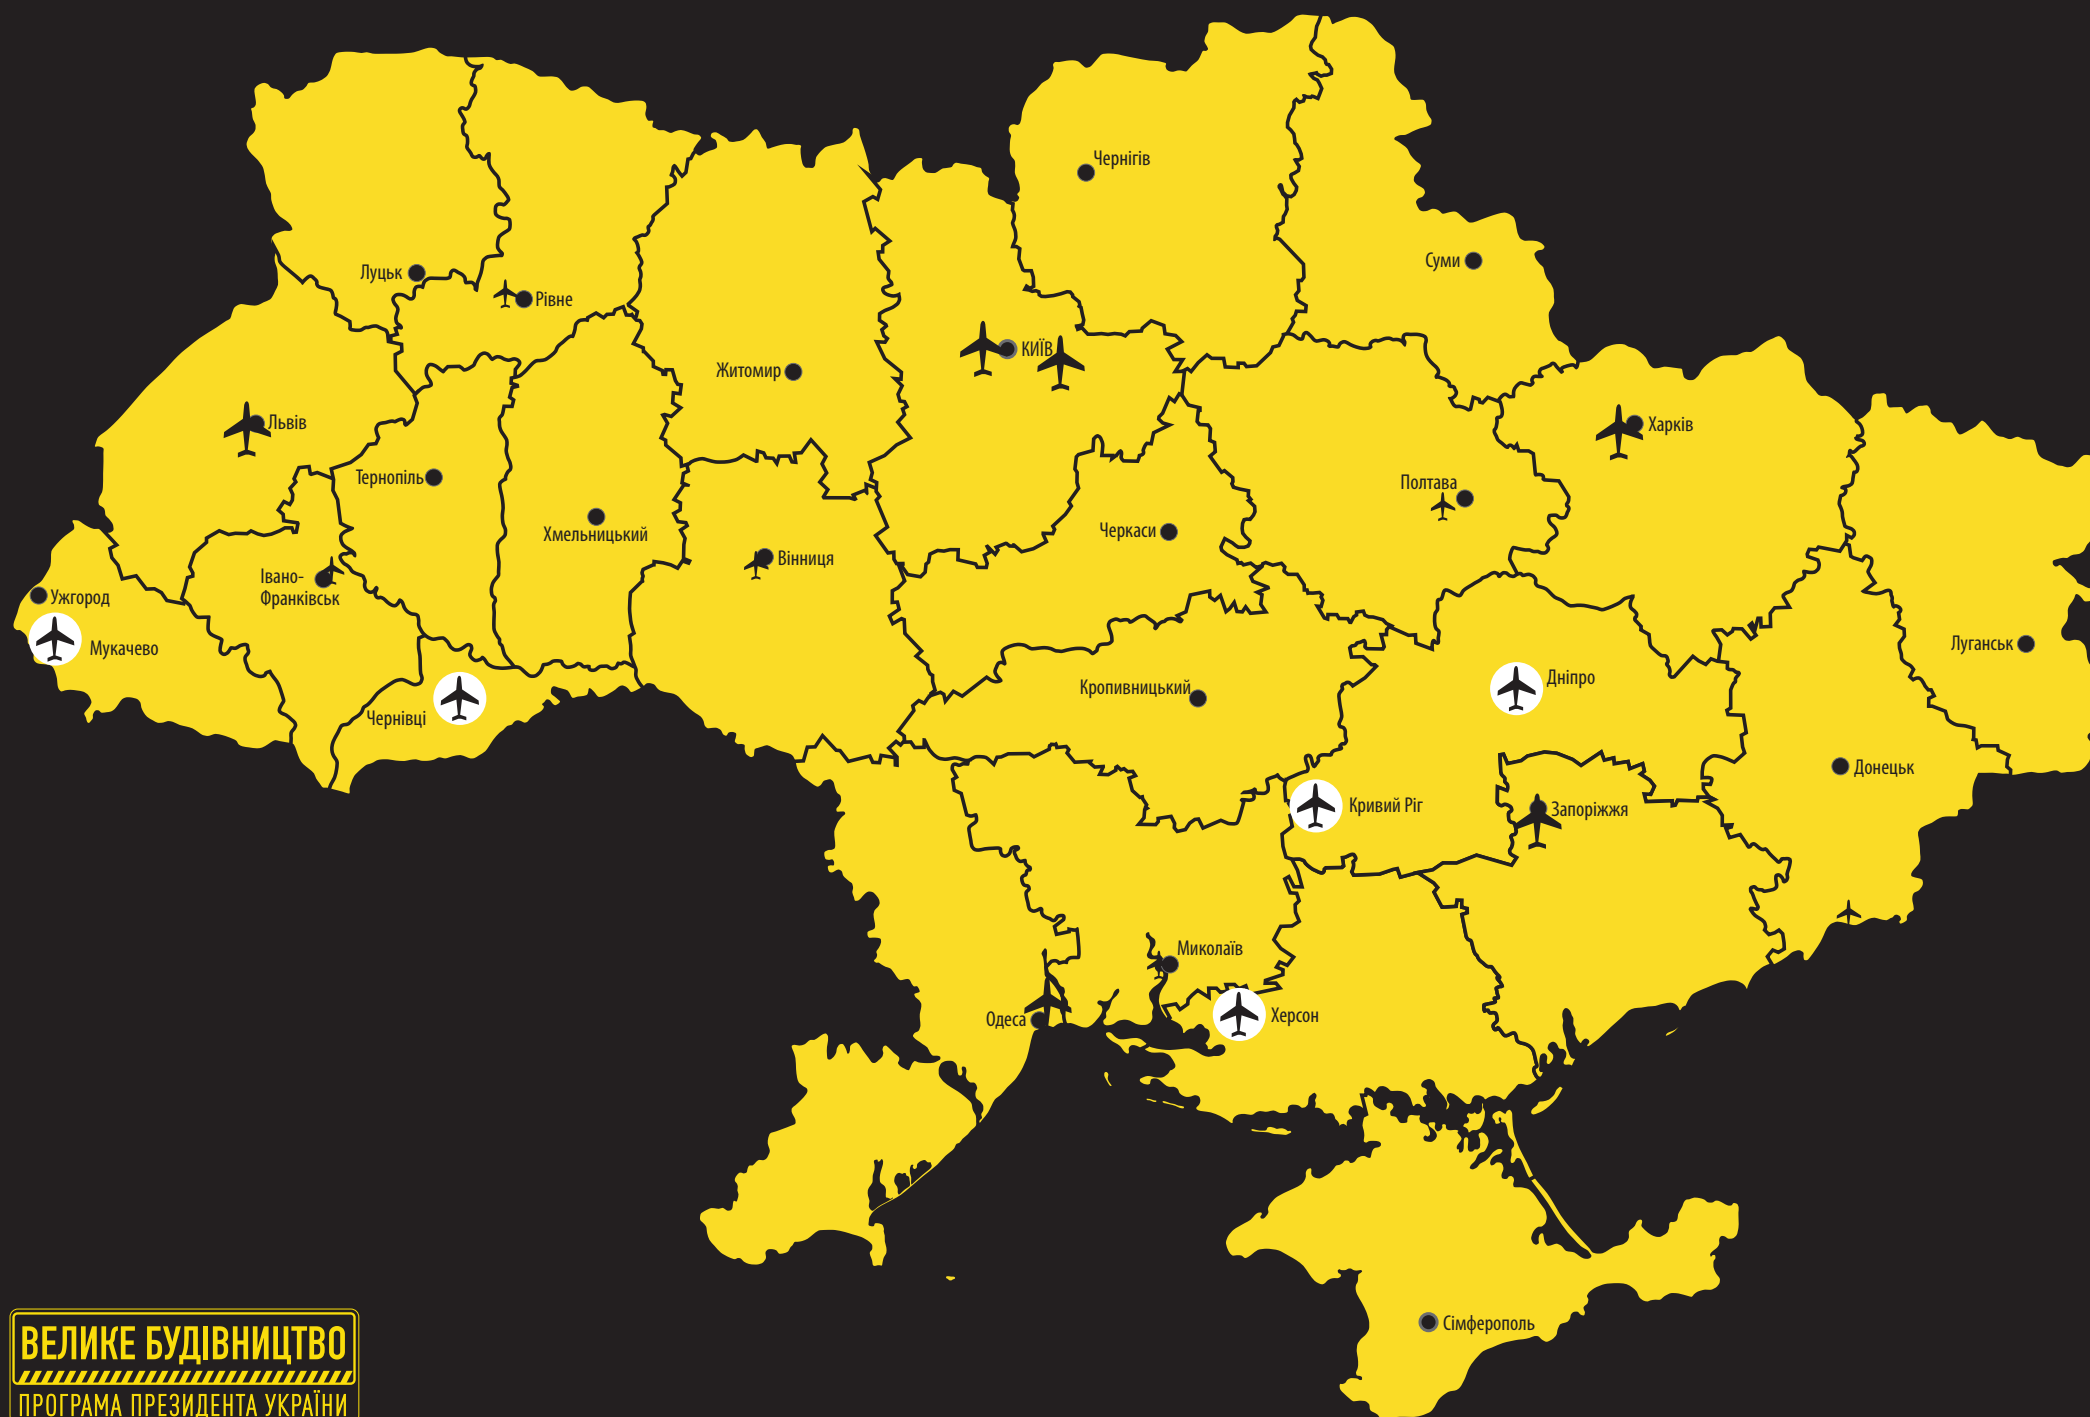 Чернігів
Суми
Луцьк
Рівне
КИЇВ
Житомир
Львів
Харків
Тернопіль
Полтава
Хмельницький
Черкаси
Вінниця
Івано-
Франківськ
Ужгород
Мукачево
Луганськ
Дніпро
Кропивницький
Чернівці
Донецьк
Кривий Ріг
Запоріжжя
Миколаїв
Одеса
Херсон
Сімферополь
ВЕЛИКЕ БУДІВНИЦТВО
ПРОГРАМА ПРЕЗИДЕНТА УКРАЇНИ